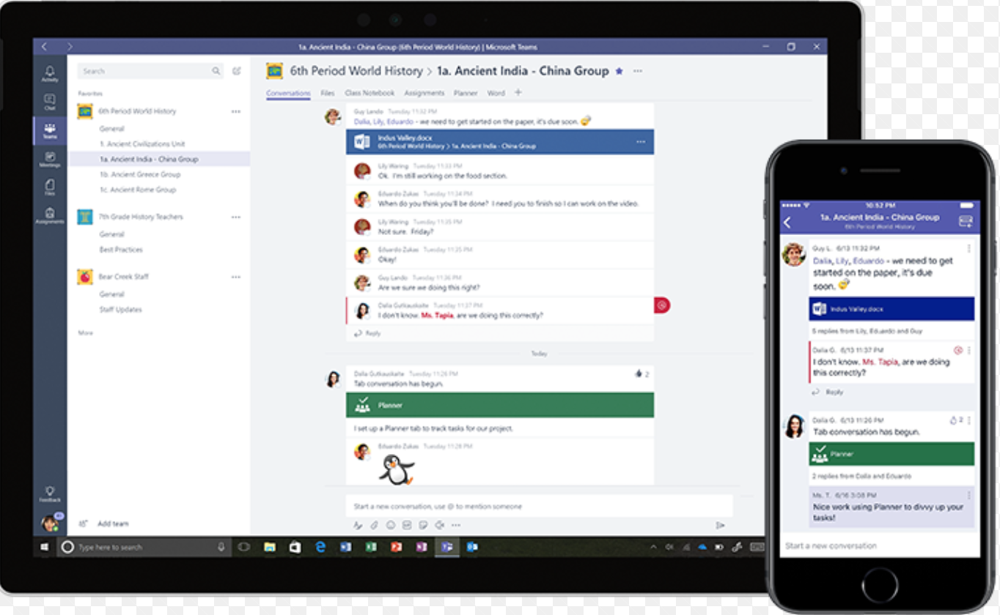 1a. Ancient India - China Group (6th Period World History) | Microsoft Teams
Activity
Chat
Teams
Meetings
Files
Assignments
Feedback
Search
Favorites
6th Period World History
General
1. Ancient Civilizations Unit
1a. Ancient India - China Group
1b. Ancient Greece Group
1c. Ancient Rome Group
7th Grade History Teachers
General
Best Practices
Bear Creek Staff
General
Staff Updates
More
Add team
6th Period World History > 1a. Ancient India - China Group
Conversations Files Class Notebook Assignments Planner Word +
Guy Lando Tuesday 11:32 PM
Dalia, Lily, Eduardo - we need to get started on the paper, it's due soon.
Indus Valley.docx
6th Period World History > 1a. Ancient India - China Group
Lily Waring Tuesday 11:33 PM
Ok. I'm still working on the food section.
Eduardo Zukas Tuesday 11:34 PM
When do you think you'll be done? I need you to finish so I can work on the video.
Lily Waring Tuesday 11:35 PM
Not sure. Friday?
Eduardo Zukas Tuesday 11:35 PM
Okay!
Guy Lando Tuesday 11:36 PM
Are we sure we doing this right?
Dalia Gutkauskaite Tuesday 11:37 PM
I don't know. Ms. Tapia, are we doing this correctly?
Reply
Today
Dalia Gutkauskaite Tuesday 11:26 PM
2
Tab conversation has begun.
Planner
I set up a Planner tab to track tasks for our project.
Eduardo Zukas Tuesday 11:28 PM
Start a new conversation, use @ to mention someone
Type here to search
10:52 PM
1a. Ancient India - China Group
6th Period World History
Guy L. 6/13 11:32 PM
Dalia, Lily, Eduardo - we need to get
started on the paper, it's due
soon.
Indus Valley.docx
5 replies from Lily, Eduardo and Guy
Dalia G. 6/13 11:37 PM
I don't know. Ms. Tapia, are we doing
this correctly?
Reply
Dalia G. 6/13 11:26 PM
2
Tab conversation has begun.
Planner
2 replies from Dalia and Eduardo
Ms. T. 6/16 3:08 PM
Nice work using Planner to divvy up your
tasks!
Start a new conversation